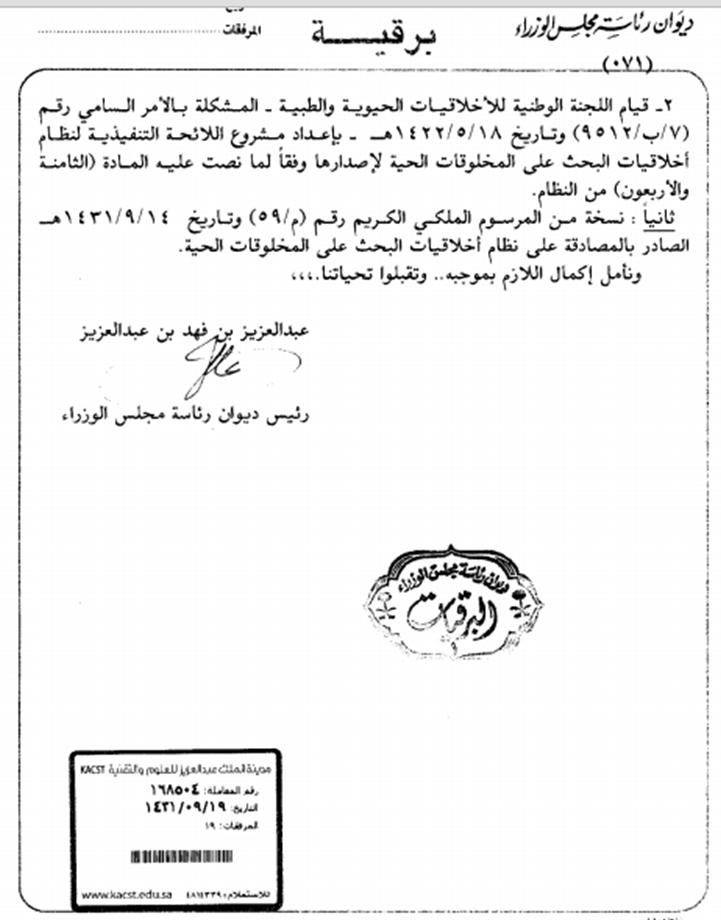 ديوان رئاسة مجلس الوزراء
برقية
المرفقات
(٠٧١)
٢ـ قيام اللجنة الوطنية للأخلاقيات الحيوية والطبية ـ المشكلة بالأمر السامي رقم
(٧/ب/٩٥١٢) وتاريخ ١٤٢٢/٥/١٨هـ ـ بإعداد مشروع اللائحة التنفيذية لنظام
أخلاقيات البحث على المخلوقات الحية لإصدارها وفقاً لما نصت عليه المادة (الثامنة
والأربعون) من النظام.
ثانياً : نسخة من المرسوم الملكي الكريم رقم (م/٥٩) وتاريخ ١٤٣١/٩/١٤هـ
الصادر بالمصادقة على نظام أخلاقيات البحث على المخلوقات الحية.
ونأمل إكمال اللازم بموجبه.. وتقبلوا تحياتنا.،،،
عبدالعزيز بن فهد بن عبدالعزيز
رئيس ديوان رئاسة مجلس الوزراء
ديوان رئاسة مجلس الوزراء
البرقيات
مدينة الملك عبدالعزيز للعلوم والتقنية KACST
رقم المعاملة: ١٦٨٥٠٤
التاريخ: ١٤٣١/٠٩/١٩
المرفقات: ١٩
للاستعلام ٤٨١٤٣٣٩٠ www.kacst.edu.sa